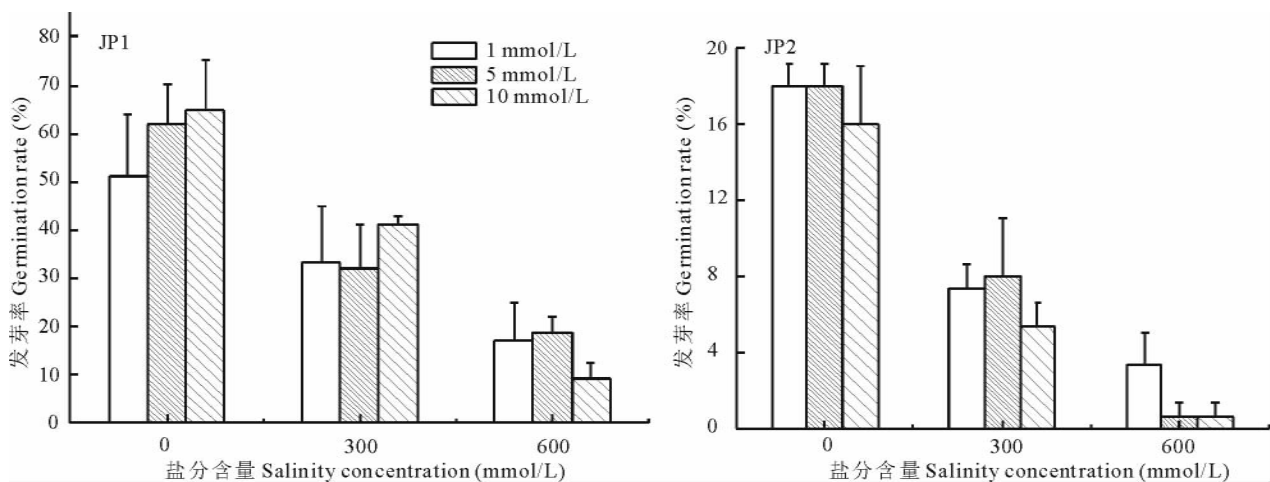 JP1
1 mmol/L
5 mmol/L
10 mmol/L
发芽率 Germination rate (%)
80
70
60
50
40
30
20
10
0
0
300
600
盐分含量 Salinity concentration (mmol/L)
JP2
发芽率 Germination rate (%)
20
16
12
8
4
0
0
300
600
盐分含量 Salinity concentration (mmol/L)